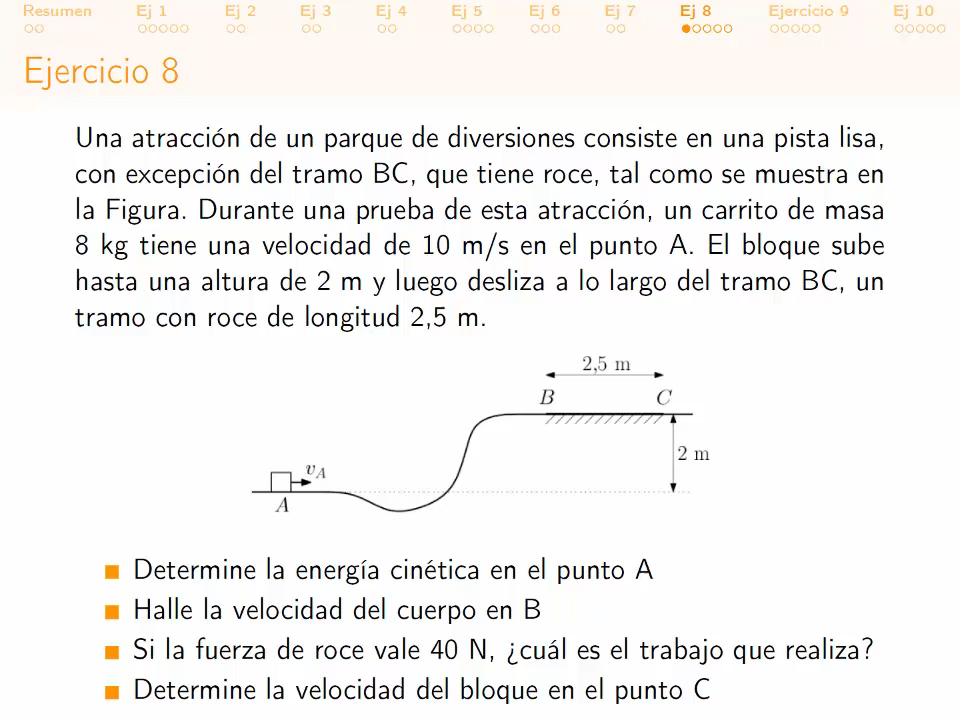 Resumen Ej 1 Ej 2 Ej 3 Ej 4 Ej 5 Ej 6 Ej 7 Ej 8 Ejercicio 9 Ej 10
Ejercicio 8
Una atracción de un parque de diversiones consiste en una pista lisa,
con excepción del tramo BC, que tiene roce, tal como se muestra en
la Figura. Durante una prueba de esta atracción, un carrito de masa
8 kg tiene una velocidad de 10 m/s en el punto A. El bloque sube
hasta una altura de 2 m y luego desliza a lo largo del tramo BC, un
tramo con roce de longitud 2,5 m.
2,5 m
B C
2 m
v_A
A
Determine la energía cinética en el punto A
Halle la velocidad del cuerpo en B
Si la fuerza de roce vale 40 N, ¿cuál es el trabajo que realiza?
Determine la velocidad del bloque en el punto C